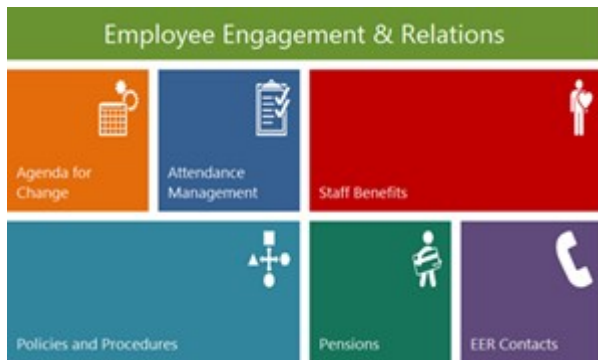 Employee Engagement & Relations
Agenda for
Change
Attendance
Management
Staff Benefits
Policies and Procedures
Pensions
EER Contacts